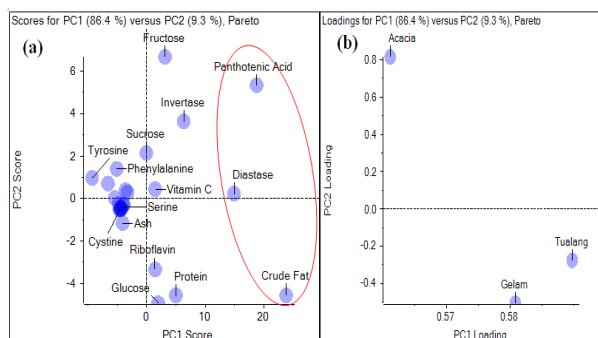 Scores for PC1 (86.4 %) versus PC2 (9.3 %), Pareto
(a)
Fructose
Panthotenic Acid
Invertase
Sucrose
Tyrosine
Phenylalanine
Diastase
Vitamin C
Serine
Cystine
Ash
Riboflavin
Protein
Crude Fat
Glucose
PC2 Score
6
4
2
0
-2
-4
0
10
20
PC1 Score
Loadings for PC1 (86.4 %) versus PC2 (9.3 %), Pareto
(b)
Acacia
Tualang
Gelam
PC2 Loading
0.8
0.6
0.4
0.2
0.0
-0.2
-0.4
0.57
0.58
PC1 Loading